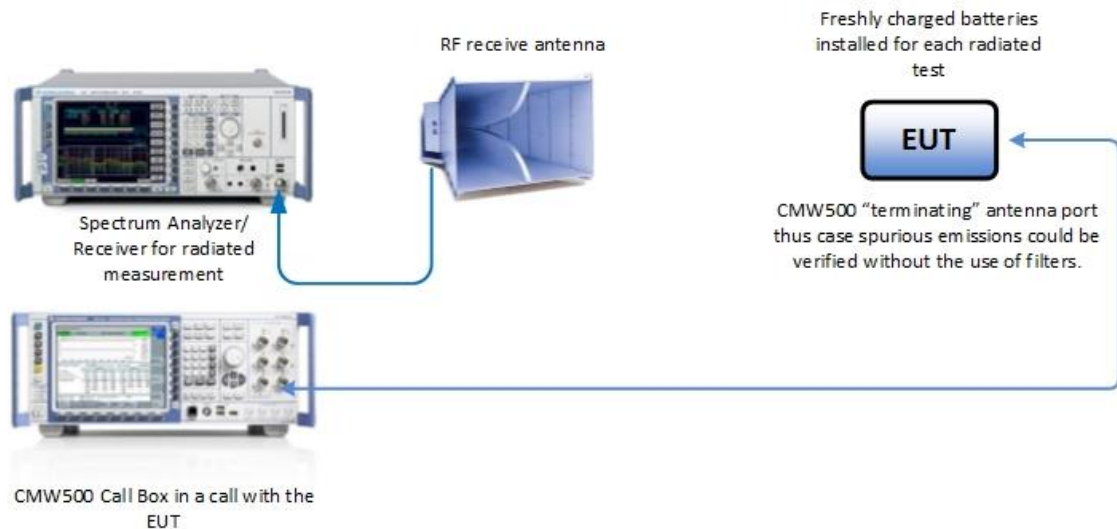 Freshly charged batteries
installed for each radiated
test
RF receive antenna
EUT
Spectrum Analyzer/
Receiver for radiated
measurement
CMW500 “terminating” antenna port
thus case spurious emissions could be
verified without the use of filters.
CMW500 Call Box in a call with the
EUT